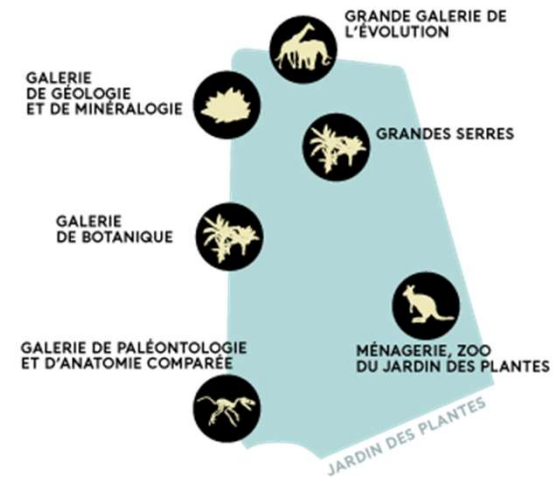 GRANDE GALERIE DE
L'ÉVOLUTION
GALERIE
DE GÉOLOGIE
ET DE MINÉRALOGIE
GRANDES SERRES
GALERIE
DE BOTANIQUE
GALERIE DE PALÉONTOLOGIE
ET D'ANATOMIE COMPARÉE
MÉNAGERIE, ZOO
DU JARDIN DES PLANTES
JARDIN DES PLANTES